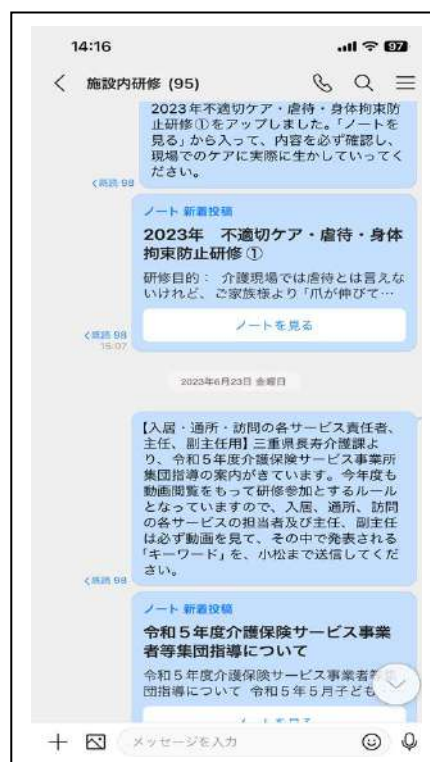 14:16
97
施設内研修 (95)
2023年不適切ケア・虐待・身体拘束防
止研修①をアップしました。「ノートを
見る」から入って、内容を必ず確認し、
現場でのケアに実際に生かしていってく
ださい。
既読 98
ノート 新着投稿
2023年 不適切ケア・虐待・身体
拘束防止研修①
研修目的： 介護現場では虐待とは言えな
いけれど、ご家族様より「爪が伸びて…
ノートを見る
既読 98
15:07
2023年6月23日 金曜日
【入居・通所・訪問の各サービス責任者、
主任、副主任用】三重県長寿介護課よ
り、令和５年度介護保険サービス事業所
集団指導の案内がきています。今年度も
動画閲覧をもって研修参加とするルール
となっていますので、入居、通所、訪問
の各サービスの担当者及び主任、副主任
は必ず動画を見て、その中で発表される
「キーワード」を、小松まで送信してくだ
さい。
既読 98
ノート 新着投稿
令和５年度介護保険サービス事業
者等集団指導について
令和５年度介護保険サービス事業者等集
団指導について 令和５年５月子ども
ノートを見る
メッセージを入力